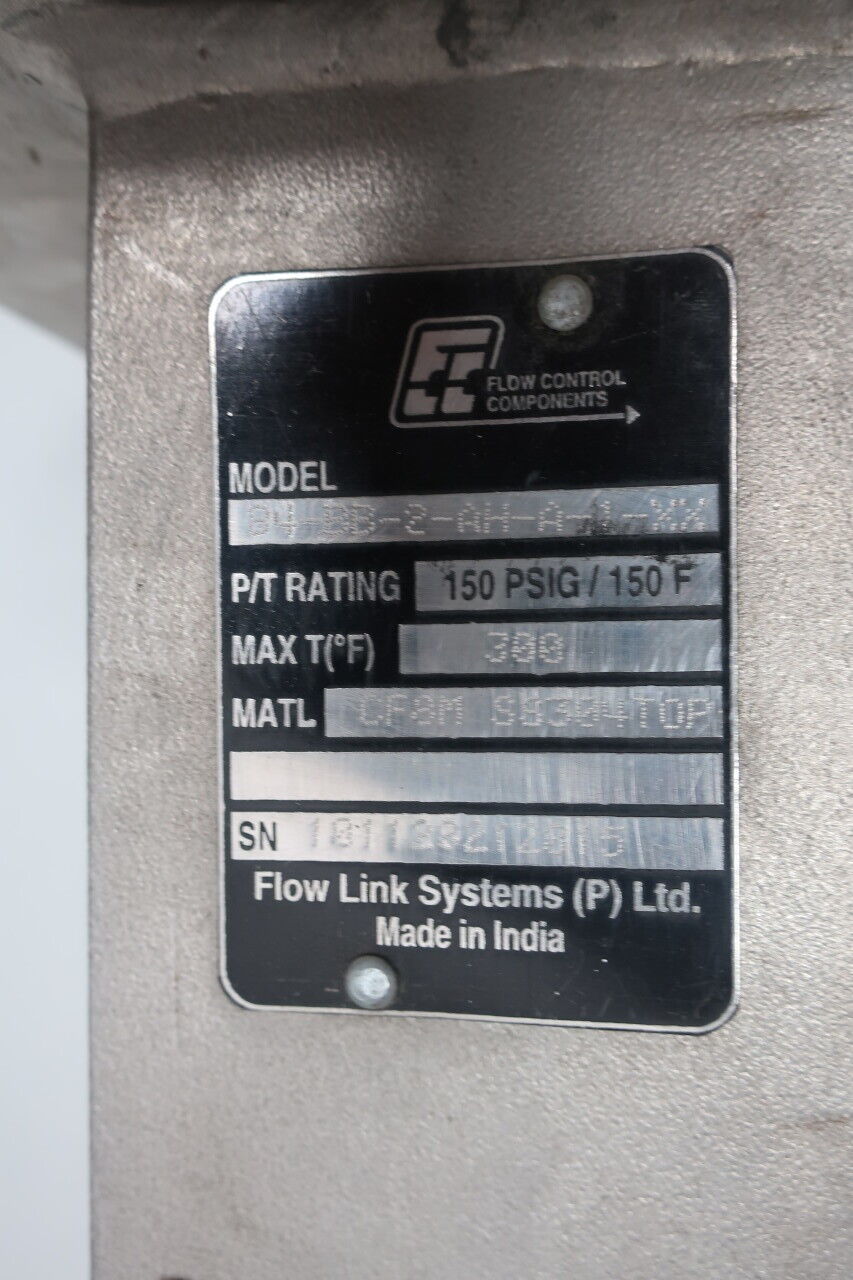 FLOW CONTROL
COMPONENTS
MODEL
P/T RATING 150 PSIG / 150 F
MAX T(°F) 300
MATL CF8M
SN
Flow Link Systems (P) Ltd.
Made in India